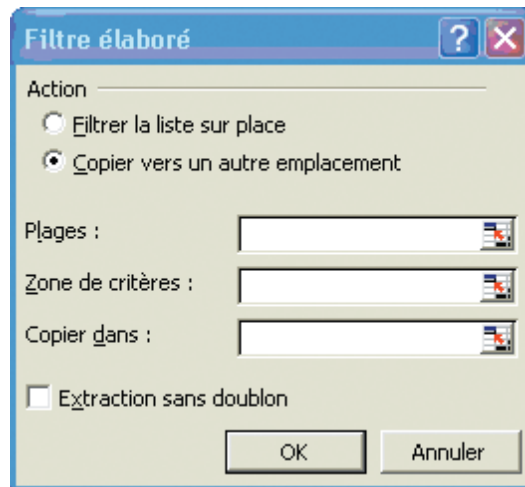 Filtre élaboré
Action
Filtrer la liste sur place
Copier vers un autre emplacement
Plages :
Zone de critères :
Copier dans :
Extraction sans doublon
OK Annuler